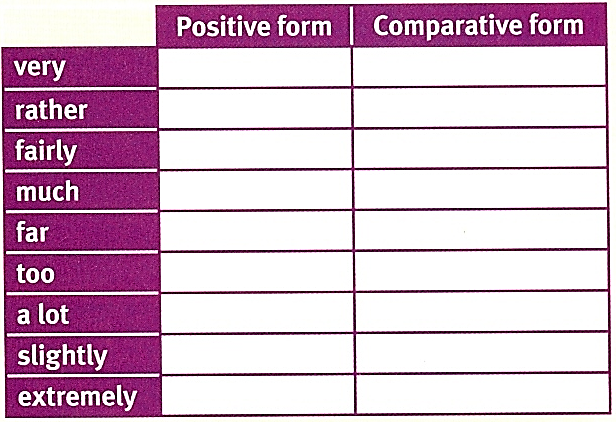 Positive form Comparative form
very
rather
fairly
much
far
too
a lot
slightly
extremely